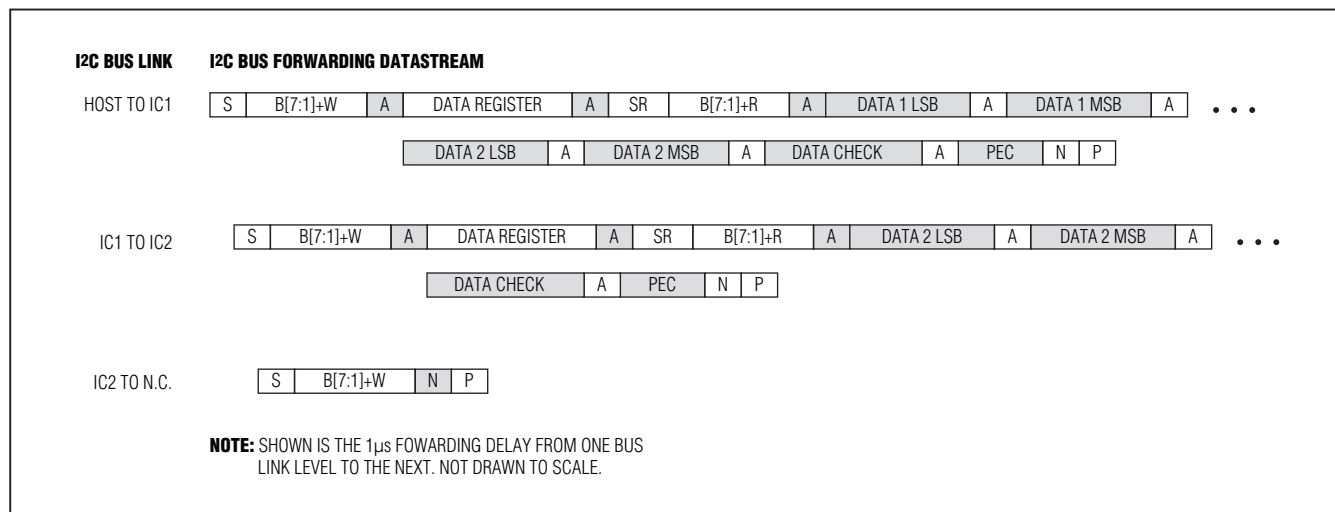 I2C BUS LINK I2C BUS FORWARDING DATASTREAM
HOST TO IC1 S B[7:1]+W A DATA REGISTER A SR B[7:1]+R A DATA 1 LSB A DATA 1 MSB A • • •
DATA 2 LSB A DATA 2 MSB A DATA CHECK A PEC N P
IC1 TO IC2 S B[7:1]+W A DATA REGISTER A SR B[7:1]+R A DATA 2 LSB A DATA 2 MSB A • • •
DATA CHECK A PEC N P
IC2 TO N.C. S B[7:1]+W N P
NOTE: SHOWN IS THE 1µs FOWARDING DELAY FROM ONE BUS
LINK LEVEL TO THE NEXT. NOT DRAWN TO SCALE.